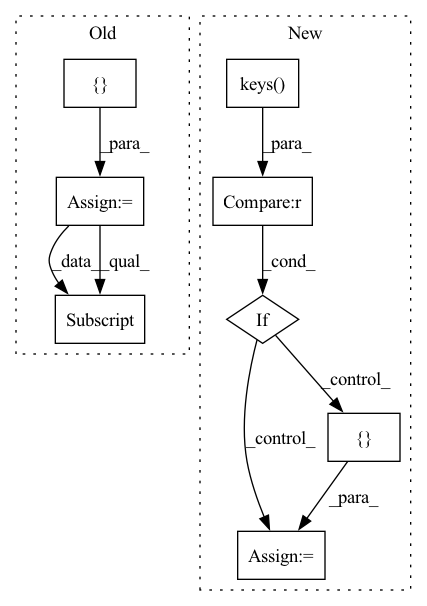 Old
New
{}
keys()
_para_
_para_
Assign:=
Compare:r
_data_
_qual_
_cond_
Subscript
If
_control_
_control_
{}
_para_
Assign:=